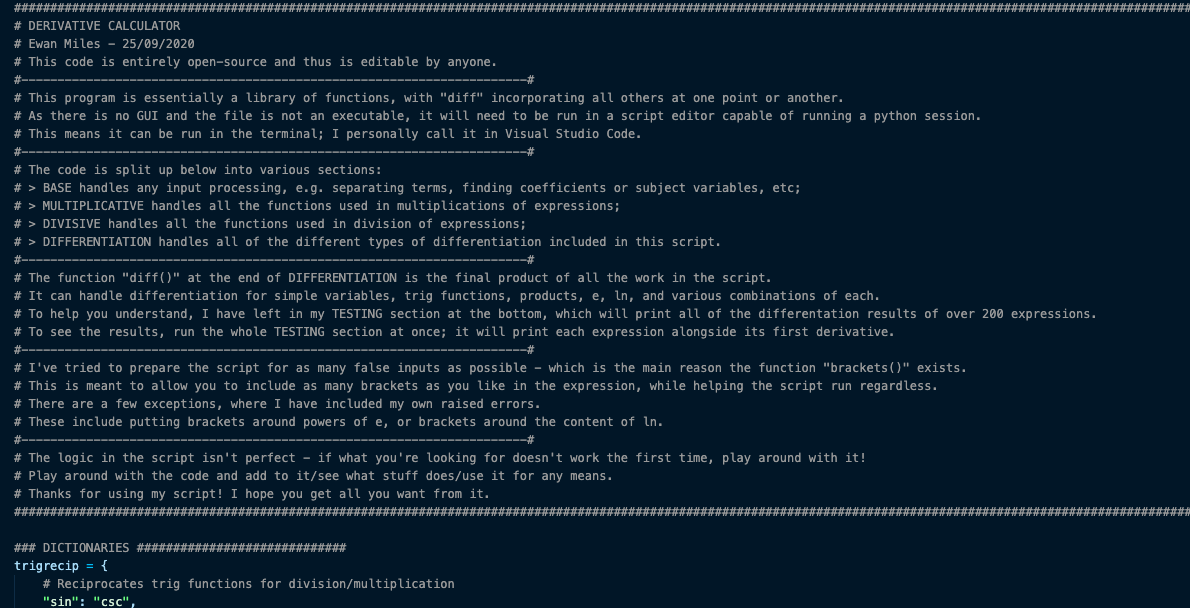 ####################################################################################################################################################################
# DERIVATIVE CALCULATOR
# Ewan Miles - 25/09/2020
# This code is entirely open-source and thus is editable by anyone.
#----------------------------------------------------------------------#
# This program is essentially a library of functions, with "diff" incorporating all others at one point or another.
# As there is no GUI and the file is not an executable, it will need to be run in a script editor capable of running a python session.
# This means it can be run in the terminal; I personally call it in Visual Studio Code.
#----------------------------------------------------------------------#
# The code is split up below into various sections:
# > BASE handles any input processing, e.g. separating terms, finding coefficients or subject variables, etc;
# > MULTIPLICATIVE handles all the functions used in multiplications of expressions;
# > DIVISIVE handles all the functions used in division of expressions;
# > DIFFERENTIATION handles all of the different types of differentiation included in this script.
#----------------------------------------------------------------------#
# The function "diff()" at the end of DIFFERENTIATION is the final product of all the work in the script.
# It can handle differentiation for simple variables, trig functions, products, e, ln, and various combinations of each.
# To help you understand, I have left in my TESTING section at the bottom, which will print all of the differentation results of over 200 expressions.
# To see the results, run the whole TESTING section at once; it will print each expression alongside its first derivative.
#----------------------------------------------------------------------#
# I've tried to prepare the script for as many false inputs as possible - which is the main reason the function "brackets()" exists.
# This is meant to allow you to include as many brackets as you like in the expression, while helping the script run regardless.
# There are a few exceptions, where I have included my own raised errors.
# These include putting brackets around powers of e, or brackets around the content of ln.
#----------------------------------------------------------------------#
# The logic in the script isn't perfect - if what you're looking for doesn't work the first time, play around with it!
# Play around with the code and add to it/see what stuff does/use it for any means.
# Thanks for using my script! I hope you get all you want from it.
####################################################################################################################################################################
### DICTIONARIES #############################
trigrecip = {
# Reciprocates trig functions for division/multiplication
"sin": "csc",